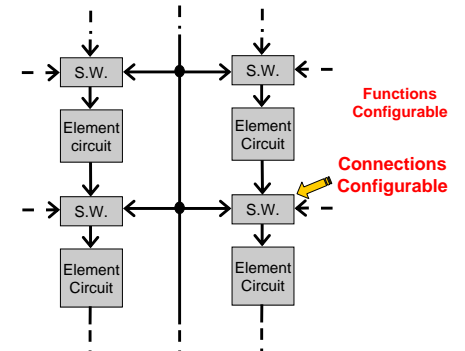 S.W.
S.W.
Functions
Configurable
Element
circuit
Element
Circuit
Connections
Configurable
S.W.
S.W.
Element
Circuit
Element
Circuit